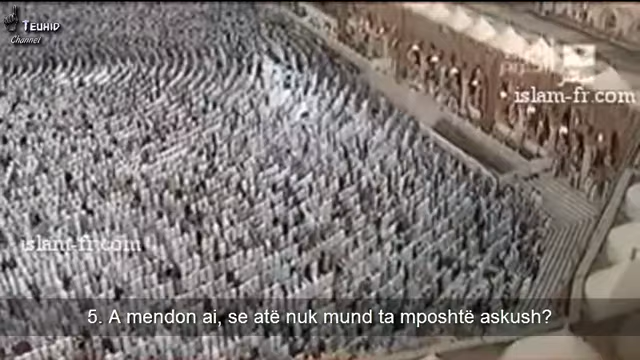 Teuhid
Channel
islam-fr.com
islam-fr.com
5. A mendon ai, se atë nuk mund ta mposhtë askush?